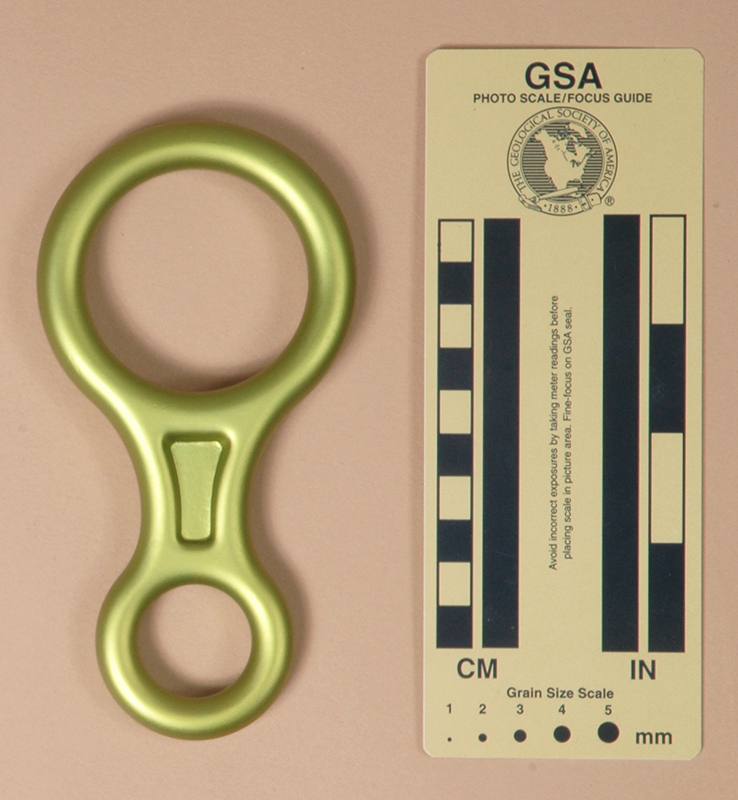 GSA
PHOTO SCALE/FOCUS GUIDE
THE GEOLOGICAL SOCIETY OF AMERICA
·1888·
®
Avoid incorrect exposures by taking meter readings before
placing scale in picture area. Fine-focus on GSA seal.
CM
IN
Grain Size Scale
1 2 3 4 5
mm